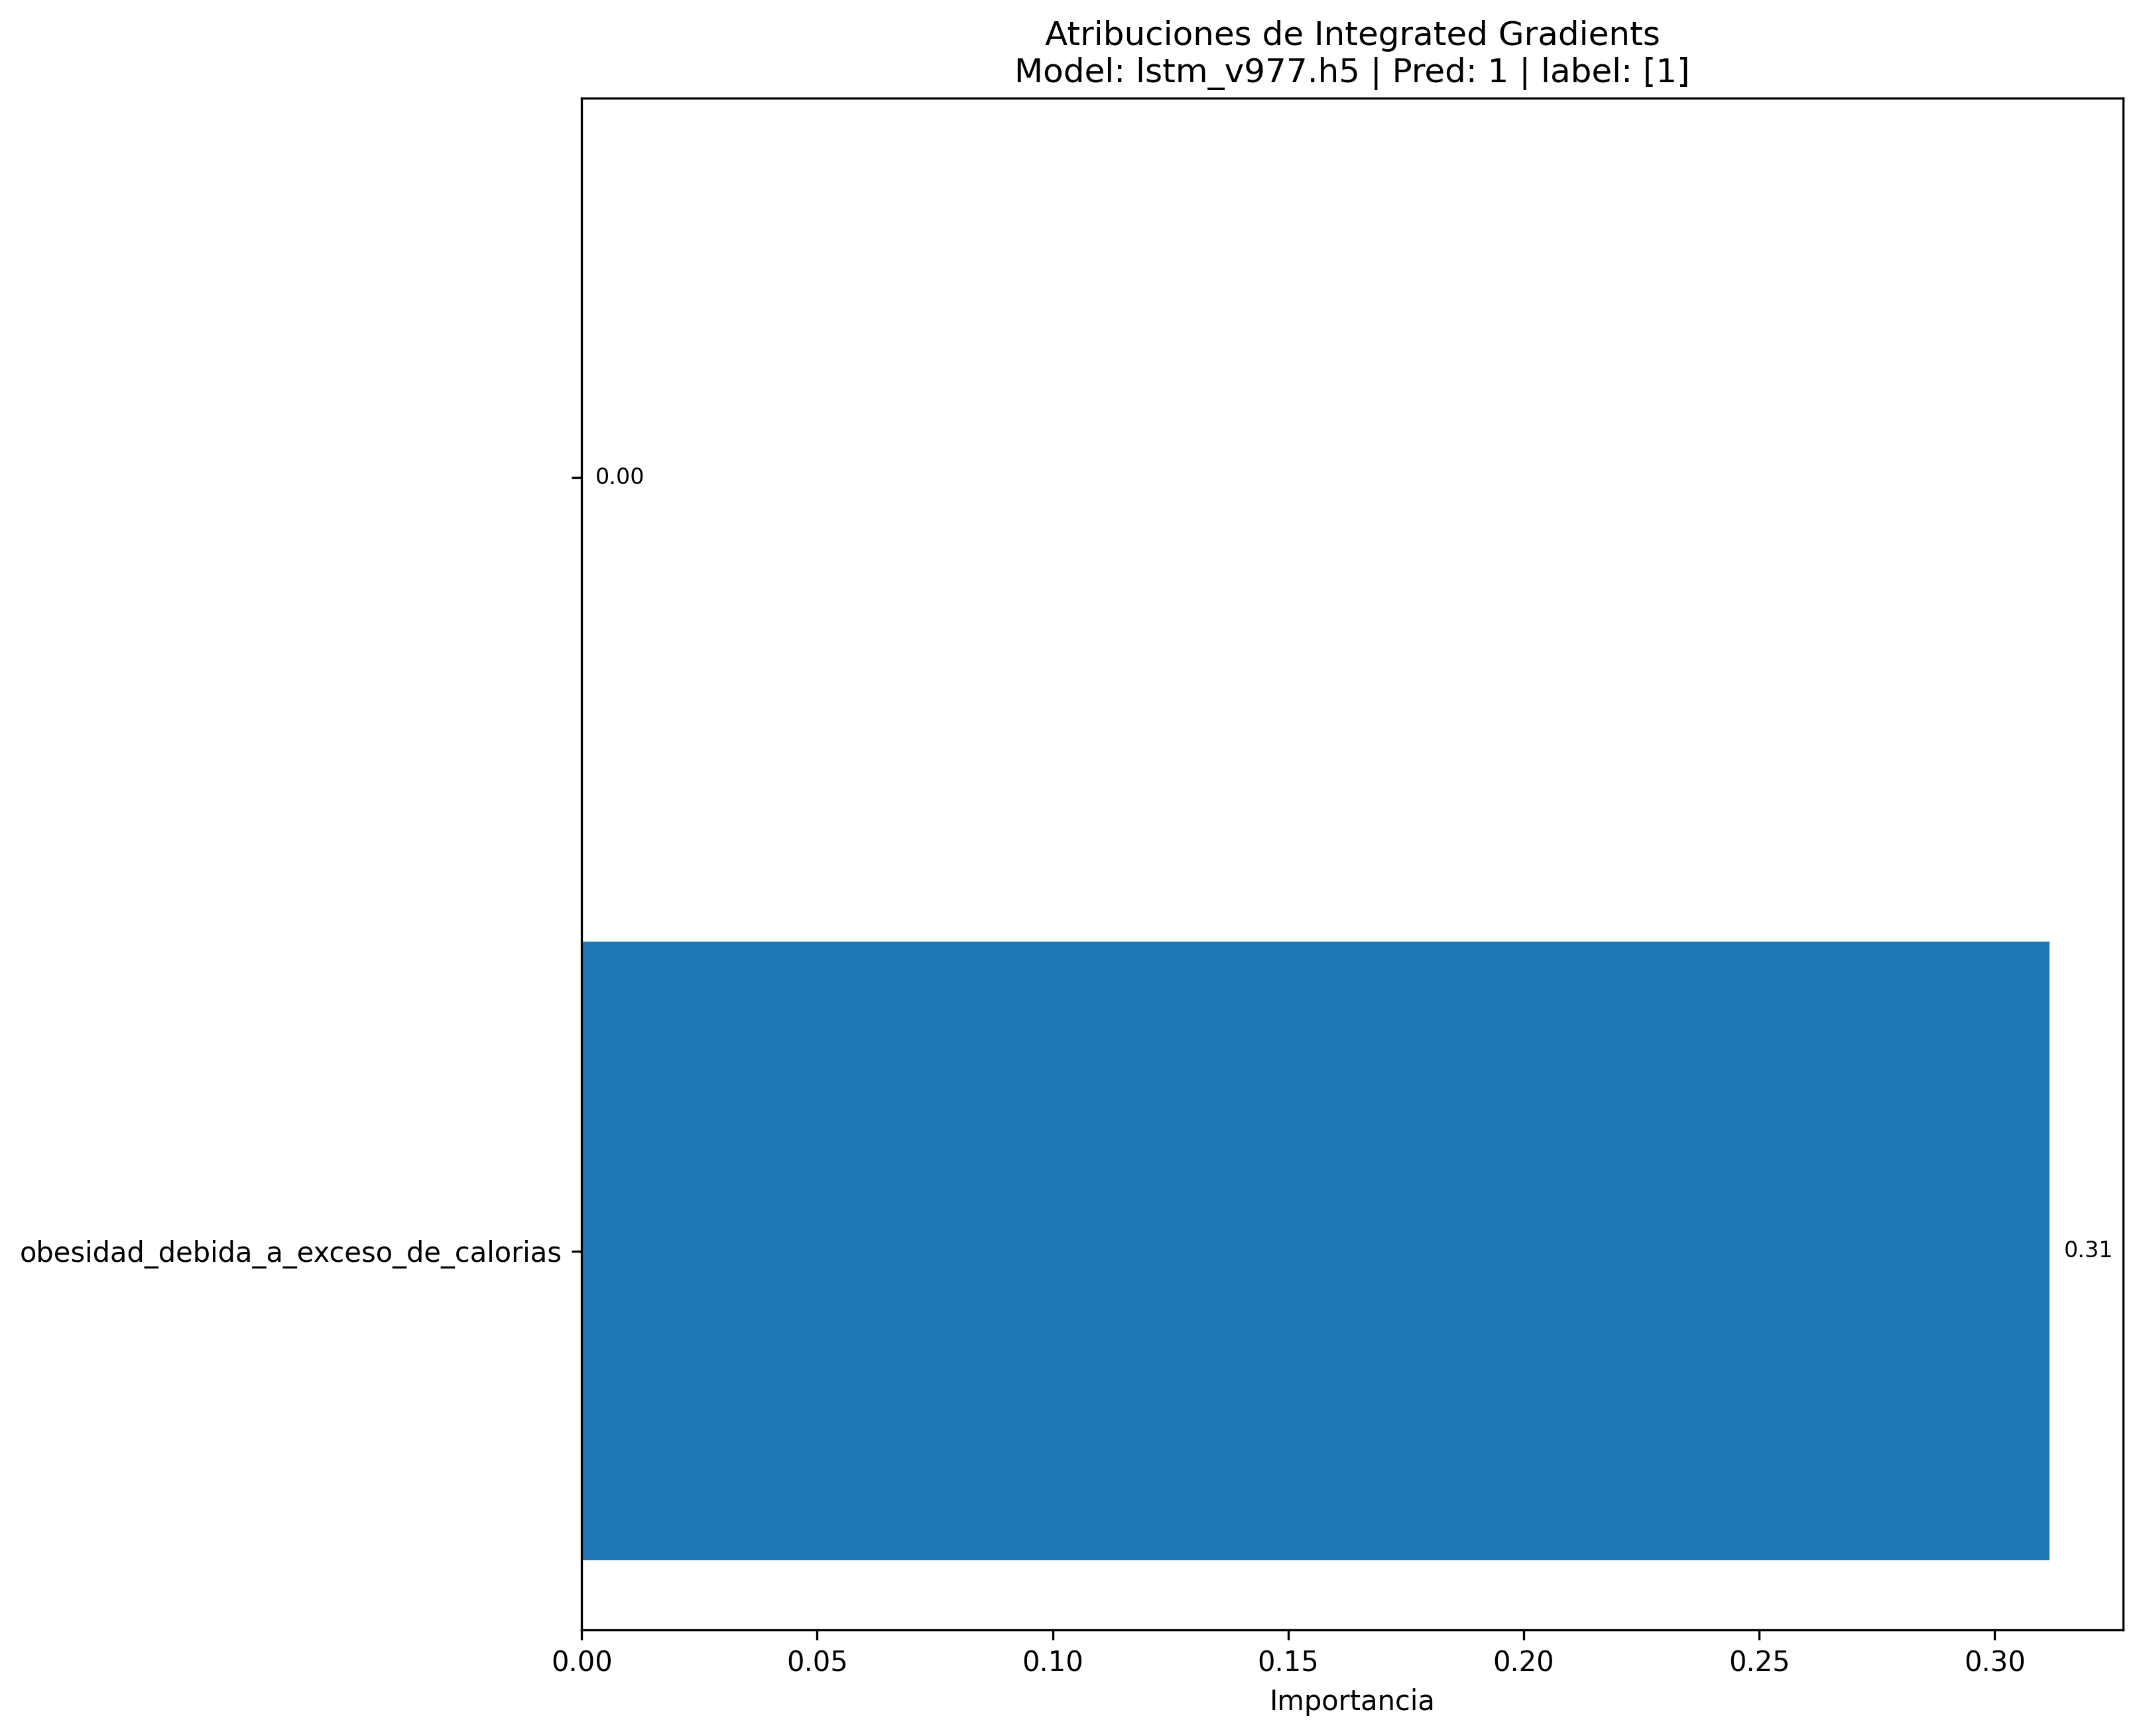 Atribuciones de Integrated Gradients
Model: lstm_v977.h5 | Pred: 1 | label: [1]
0.00
obesidad_debida_a_exceso_de_calorias
0.31
0.00 0.05 0.10 0.15 0.20 0.25 0.30
Importancia